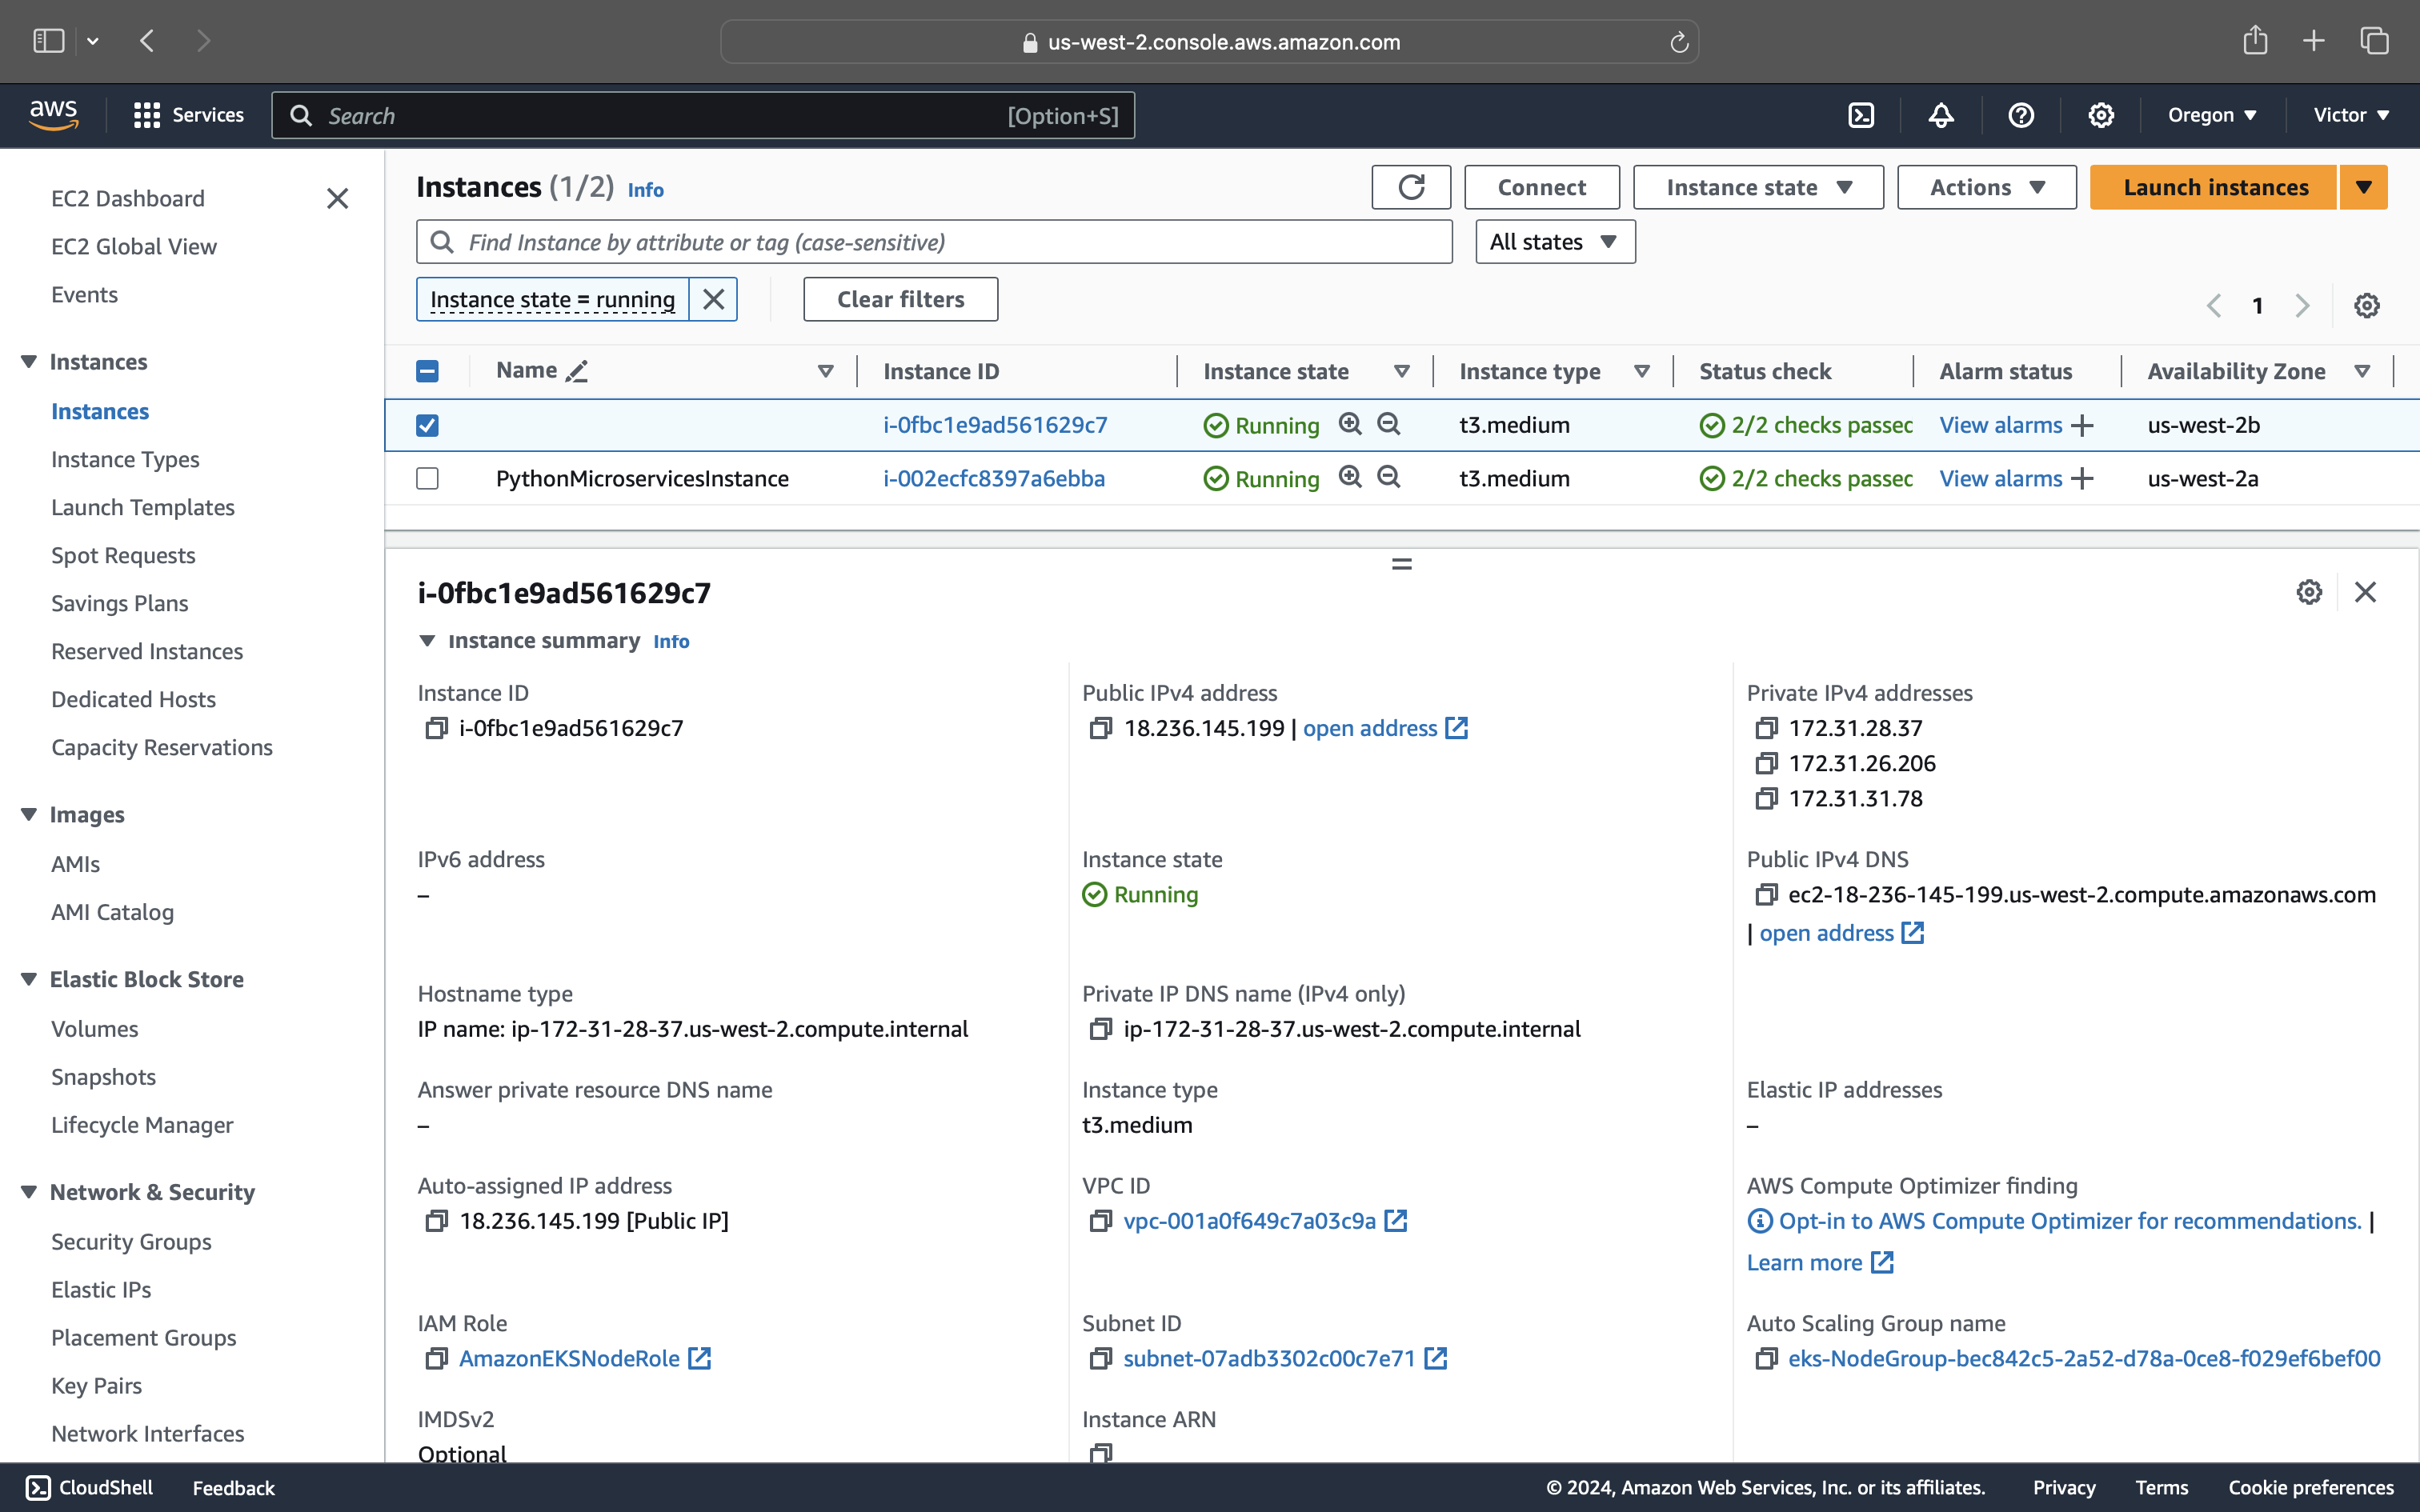 us-west-2.console.aws.amazon.com
aws
Services
Search
[Option+S]
Oregon
Victor
EC2 Dashboard
EC2 Global View
Events
Instances
Instances
Instance Types
Launch Templates
Spot Requests
Savings Plans
Reserved Instances
Dedicated Hosts
Capacity Reservations
Images
AMIs
AMI Catalog
Elastic Block Store
Volumes
Snapshots
Lifecycle Manager
Network & Security
Security Groups
Elastic IPs
Placement Groups
Key Pairs
Network Interfaces
Instances (1/2) Info
Connect
Instance state
Actions
Launch instances
Find Instance by attribute or tag (case-sensitive)
All states
Instance state = running
Clear filters
1
Name Instance ID Instance state Instance type Status check Alarm status Availability Zone
i-0fbc1e9ad561629c7 Running t3.medium 2/2 checks passec View alarms us-west-2b
PythonMicroservicesInstance i-002ecfc8397a6ebba Running t3.medium 2/2 checks passec View alarms us-west-2a
i-0fbc1e9ad561629c7
Instance summary Info
Instance ID
i-0fbc1e9ad561629c7
Public IPv4 address
18.236.145.199 | open address
Private IPv4 addresses
172.31.28.37
172.31.26.206
172.31.31.78
IPv6 address
–
Instance state
Running
Public IPv4 DNS
ec2-18-236-145-199.us-west-2.compute.amazonaws.com
| open address
Hostname type
IP name: ip-172-31-28-37.us-west-2.compute.internal
Private IP DNS name (IPv4 only)
ip-172-31-28-37.us-west-2.compute.internal
Answer private resource DNS name
–
Instance type
t3.medium
Elastic IP addresses
–
Auto-assigned IP address
18.236.145.199 [Public IP]
VPC ID
vpc-001a0f649c7a03c9a
AWS Compute Optimizer finding
Opt-in to AWS Compute Optimizer for recommendations. |
Learn more
IAM Role
AmazonEKSNodeRole
Subnet ID
subnet-07adb3302c00c7e71
Auto Scaling Group name
eks-NodeGroup-bec842c5-2a52-d78a-0ce8-f029ef6bef00
IMDSv2
Optional
Instance ARN
CloudShell
Feedback
© 2024, Amazon Web Services, Inc. or its affiliates.
Privacy
Terms
Cookie preferences